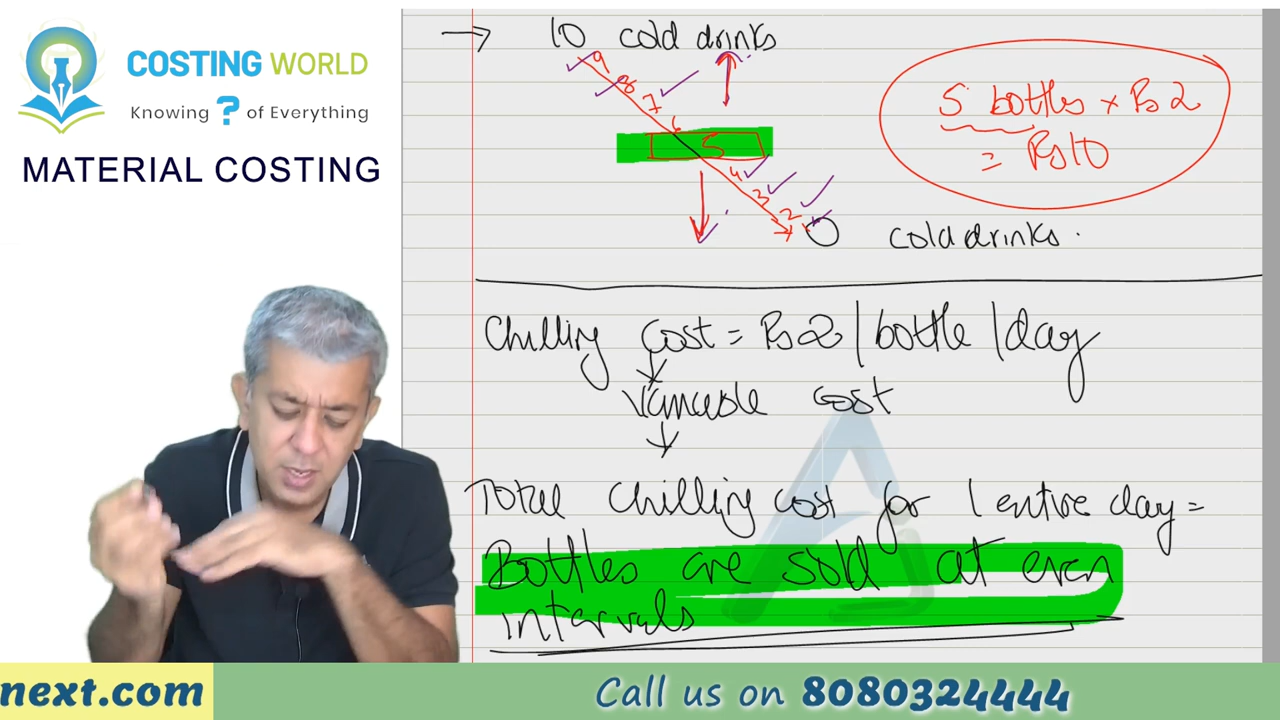 COSTING WORLD
Knowing ? of Everything
MATERIAL COSTING
→ 10 cold drinks
9
8
7
6
5
4
3
2
0 cold drinks.
5 bottles × Rs 2
= Rs 10
Chilling cost = Rs 2 / bottle / day
Variable cost
Total Chilling cost for 1 entire day =
Bottles are sold at even
intervals
next.com
Call us on 8080324444